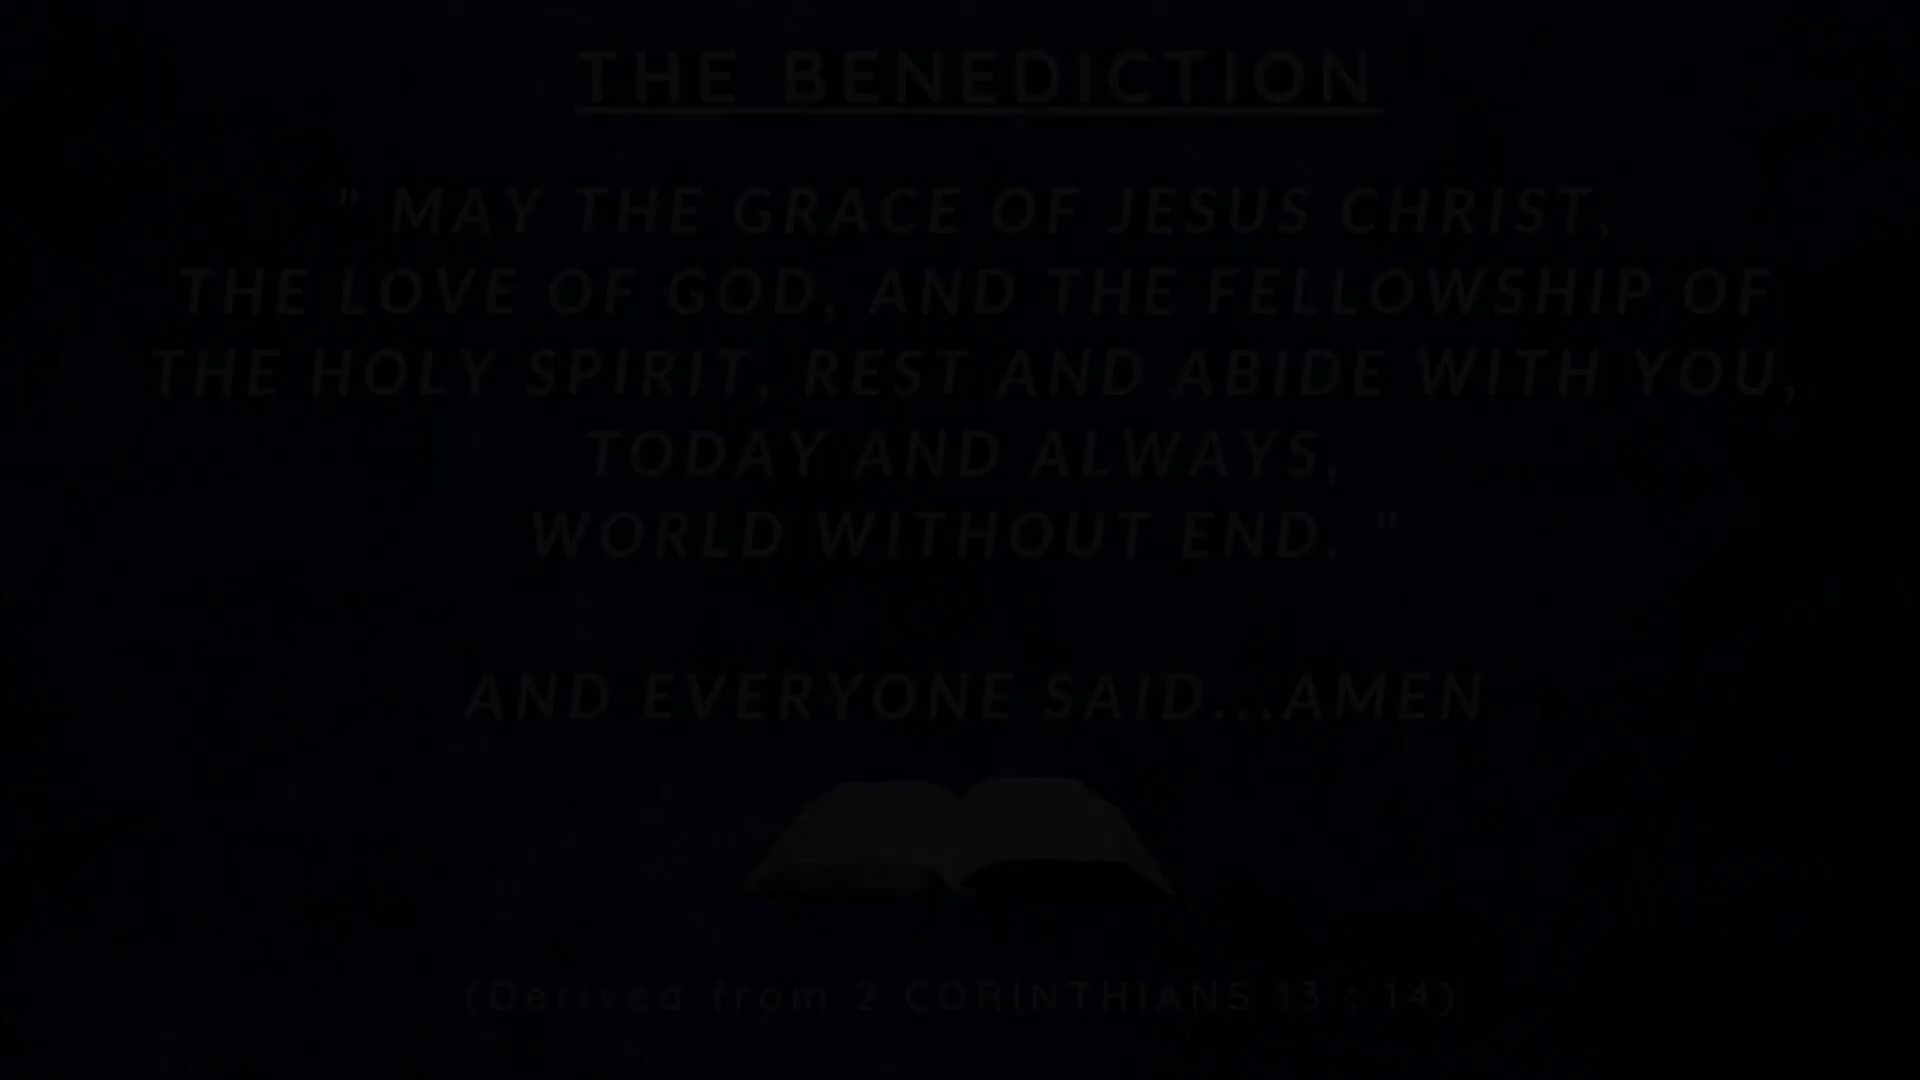 THE BENEDICTION
" MAY THE GRACE OF JESUS CHRIST,
THE LOVE OF GOD, AND THE FELLOWSHIP OF
THE HOLY SPIRIT, REST AND ABIDE WITH YOU,
TODAY AND ALWAYS,
WORLD WITHOUT END. "
AND EVERYONE SAID...AMEN
(Derived from 2 CORINTHIANS 13 : 14)